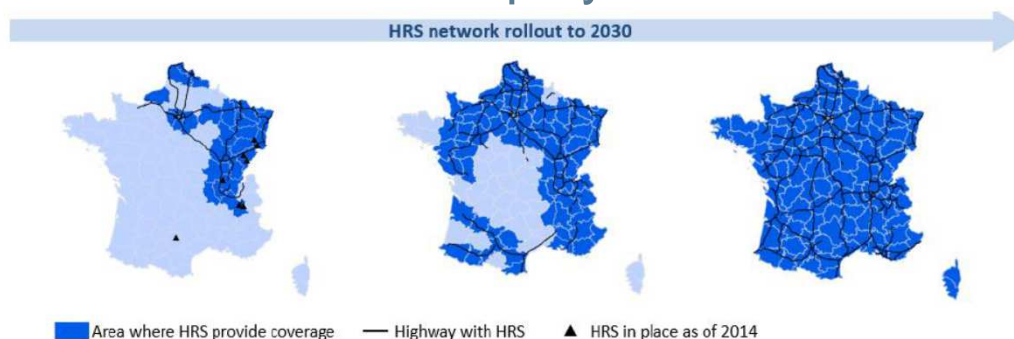 HRS network rollout to 2030
Area where HRS provide coverage
Highway with HRS
HRS in place as of 2014